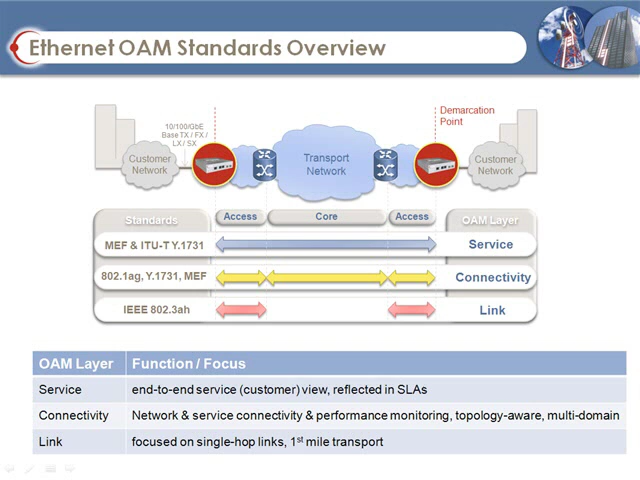 Ethernet OAM Standards Overview
Demarcation
Point
10/100/GbE
Base TX / FX /
LX / SX
Customer
Network
Transport
Network
Customer
Network
Standards
Access
Core
Access
OAM Layer
MEF & ITU-T Y.1731
Service
802.1ag, Y.1731, MEF
Connectivity
IEEE 802.3ah
Link
OAM Layer Function / Focus
Service end-to-end service (customer) view, reflected in SLAs
Connectivity Network & service connectivity & performance monitoring, topology-aware, multi-domain
Link focused on single-hop links, 1st mile transport